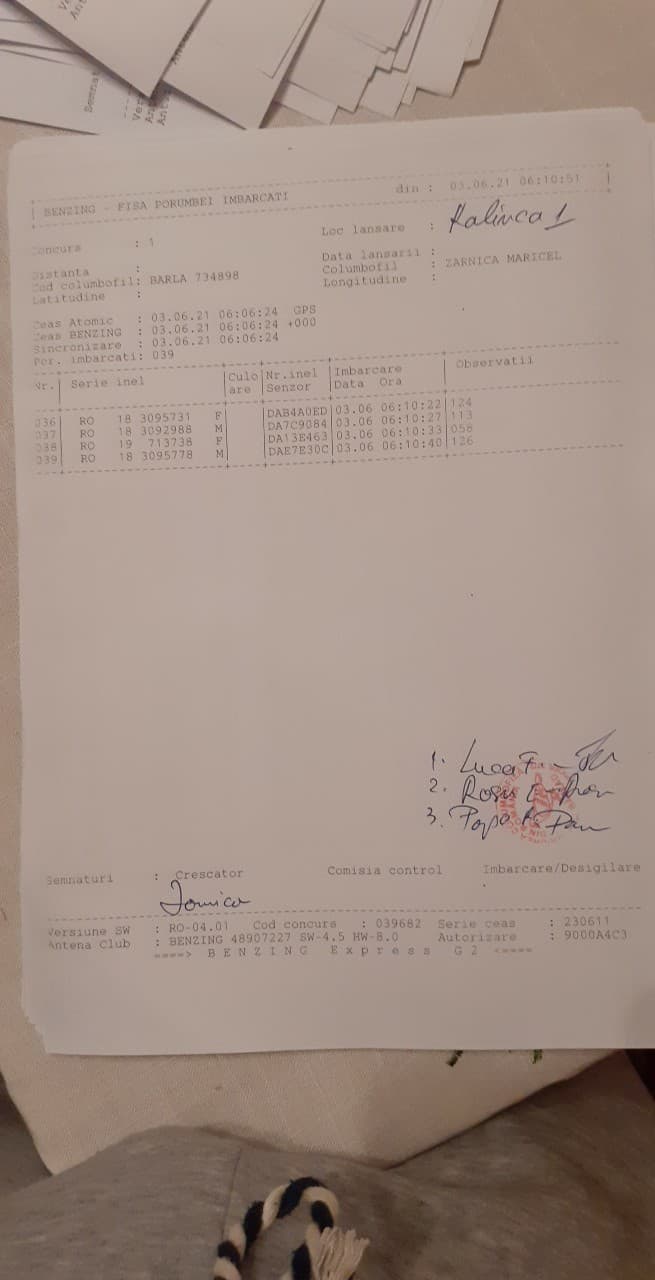 BENZING - FISA PORUMBEI IMBARCATI din : 03.06.21 06:10:51
Concurs : 1 Loc lansare : Kalinca 1
Distanta : Data lansarii :
Cod columbofil: BARLA 734898 Columbofil : ZARNICA MARICEL
Latitudine : Longitudine :
Ceas Atomic : 03.06.21 06:06:24 GPS
Ceas BENZING : 03.06.21 06:06:24 +000
Sincronizare : 03.06.21 06:06:24
Por. imbarcati: 039
Nr. Serie inel Culo Nr.inel Imbarcare Observatii
are Senzor Data Ora
036 RO 18 3095731 F DAB4A0ED 03.06 06:10:22 124
037 RO 18 3092988 M DA7C9084 03.06 06:10:27 113
038 RO 19 713738 F DA13E463 03.06 06:10:33 058
039 RO 18 3095778 M DAE7E30C 03.06 06:10:40 126
1. Luca F
2. Rosu
3. Popa Dan
Semnaturi : Crescator Comisia control Imbarcare/Desigilare
Versiune SW : RO-04.01 Cod concurs : 039682 Serie ceas : 230611
Antena Club : BENZING 48907227 SW-4.5 HW-8.0 Autorizare : 9000A4C3
====> BENZING Express G2 <====